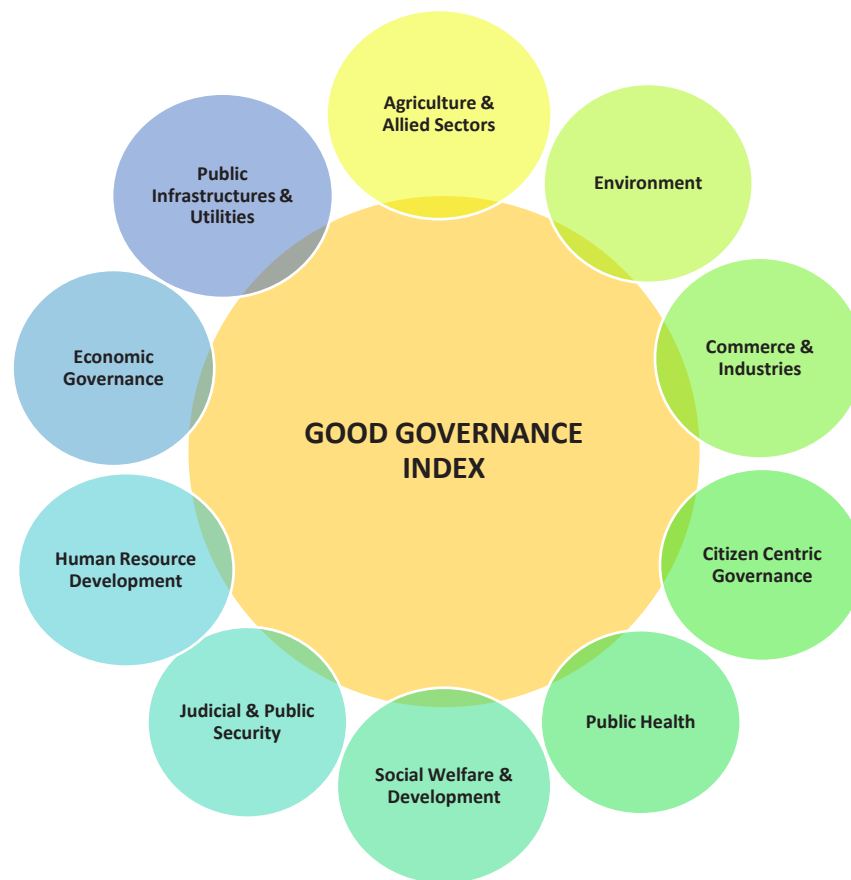 Agriculture &
Allied Sectors
Environment
Commerce &
Industries
Citizen Centric
Governance
Public Health
Social Welfare &
Development
Judicial & Public
Security
Human Resource
Development
Economic
Governance
Public
Infrastructures &
Utilities
GOOD GOVERNANCE
INDEX